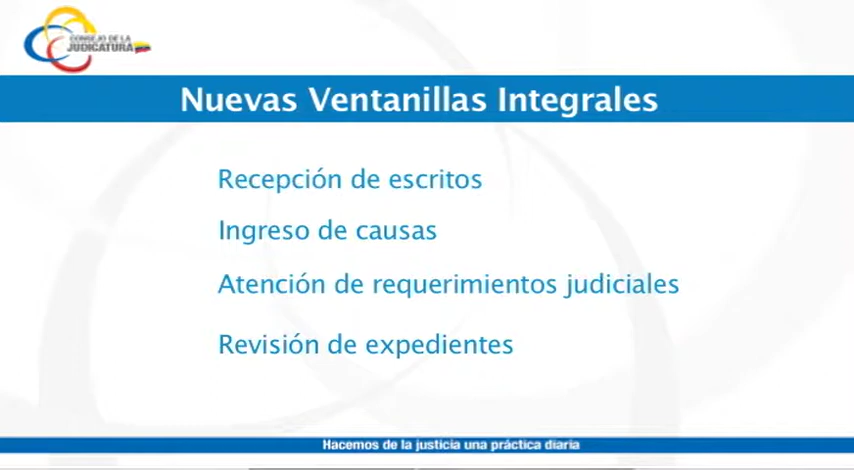 CONSEJO DE LA
JUDICATURA
Nuevas Ventanillas Integrales
Recepción de escritos
Ingreso de causas
Atención de requerimientos judiciales
Revisión de expedientes
Hacemos de la justicia una práctica diaria